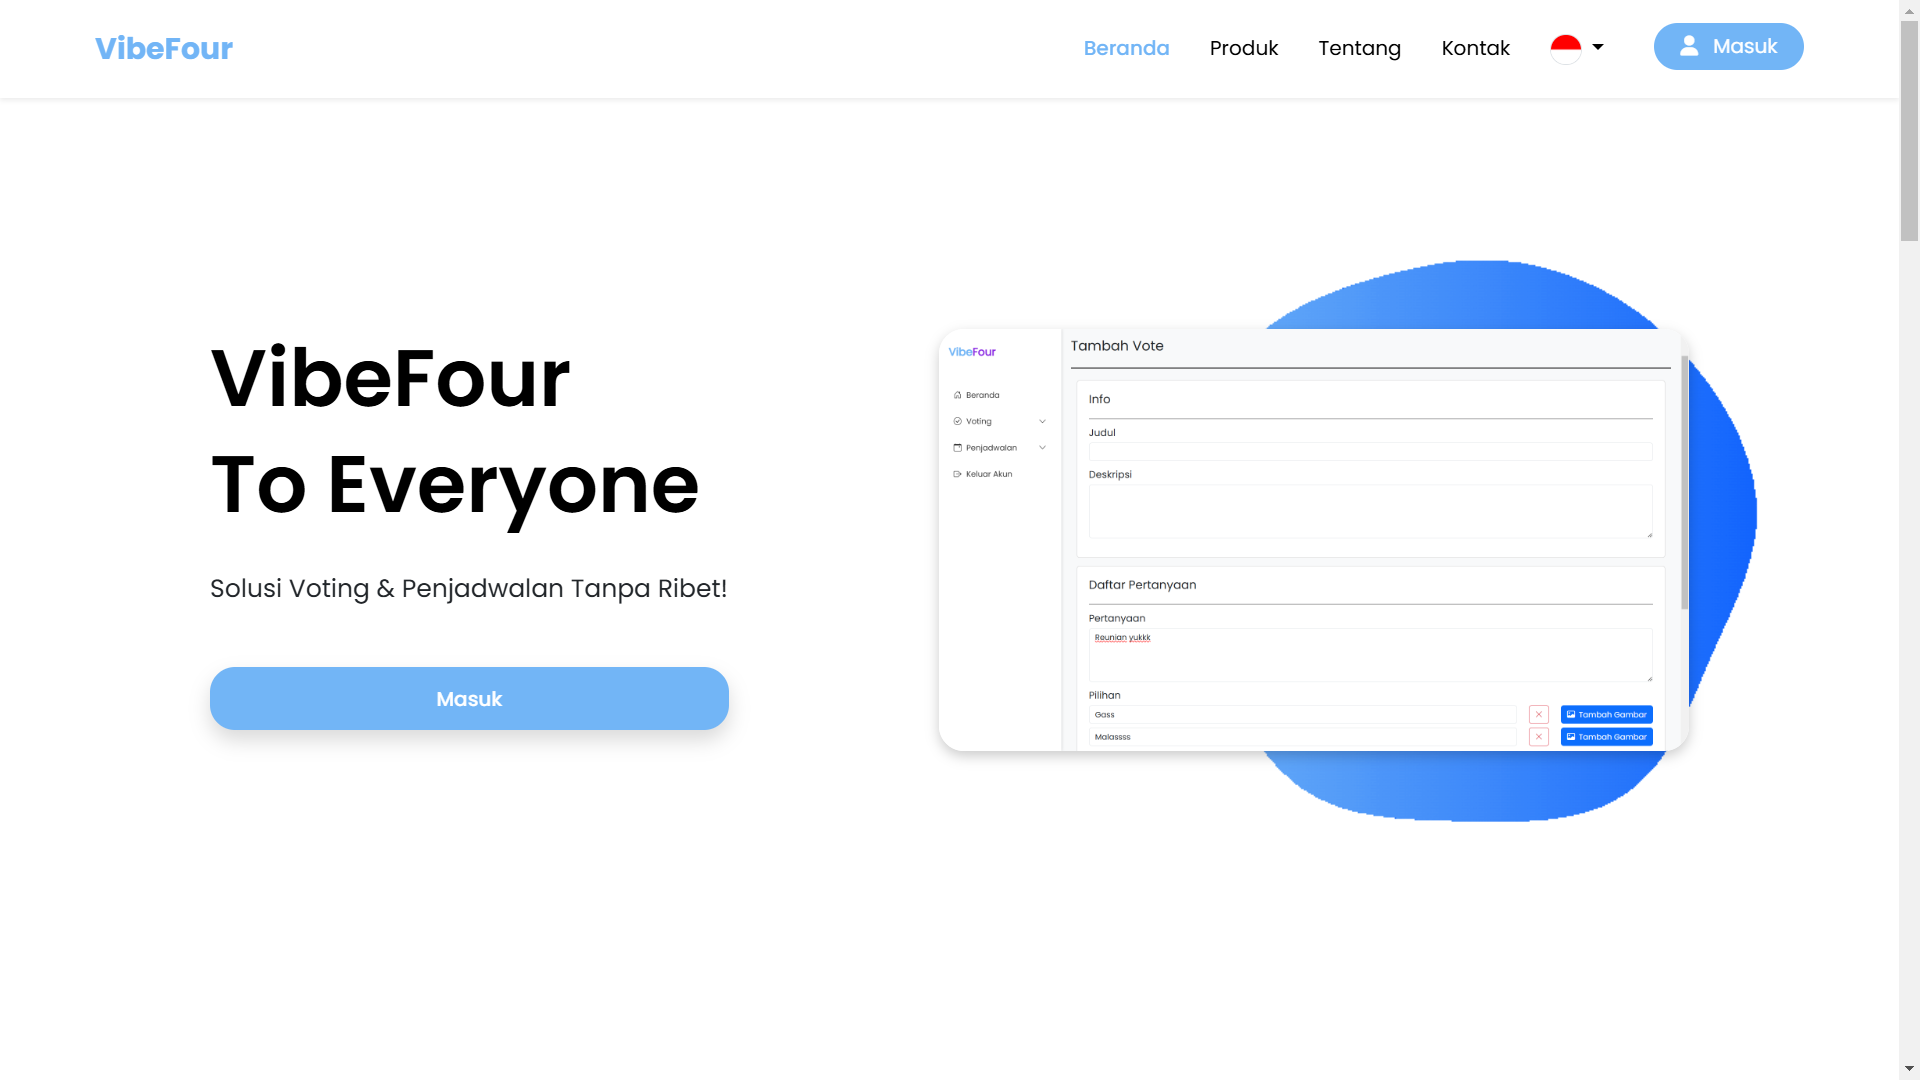 VibeFour
Beranda
Produk
Tentang
Kontak
Masuk
VibeFour
To Everyone
Solusi Voting & Penjadwalan Tanpa Ribet!
Masuk
VibeFour
Beranda
Voting
Penjadwalan
Keluar Akun
Tambah Vote
Info
Judul
Deskripsi
Daftar Pertanyaan
Pertanyaan
Reunian yukkk
Pilihan
Gass
Tambah Gambar
Malassss
Tambah Gambar